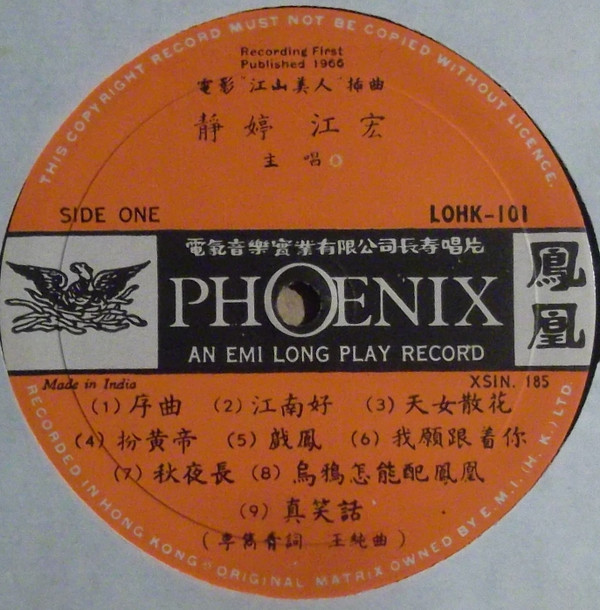 THIS COPYRIGHT RECORD MUST NOT BE COPIED WITHOUT LICENCE.
Recording First
Published 1966
電影"江山美人"插曲
靜婷 江宏
主唱
SIDE ONE
LOHK-101
電氣音樂實業有限公司長壽唱片
PHOENIX
AN EMI LONG PLAY RECORD
鳳凰
Made in India
XSIN. 185
(1) 序曲 (2) 江南好 (3) 天女散花
(4) 扮黄帝 (5) 戲鳳 (6) 我願跟着你
(7) 秋夜長 (8) 烏鴉怎能配鳳凰
(9) 真笑話
(李雋青詞 王純曲)
RECORDED IN HONG KONG ORIGINAL MATRIX OWNED BY E.M.I. (H. K.) LTD.